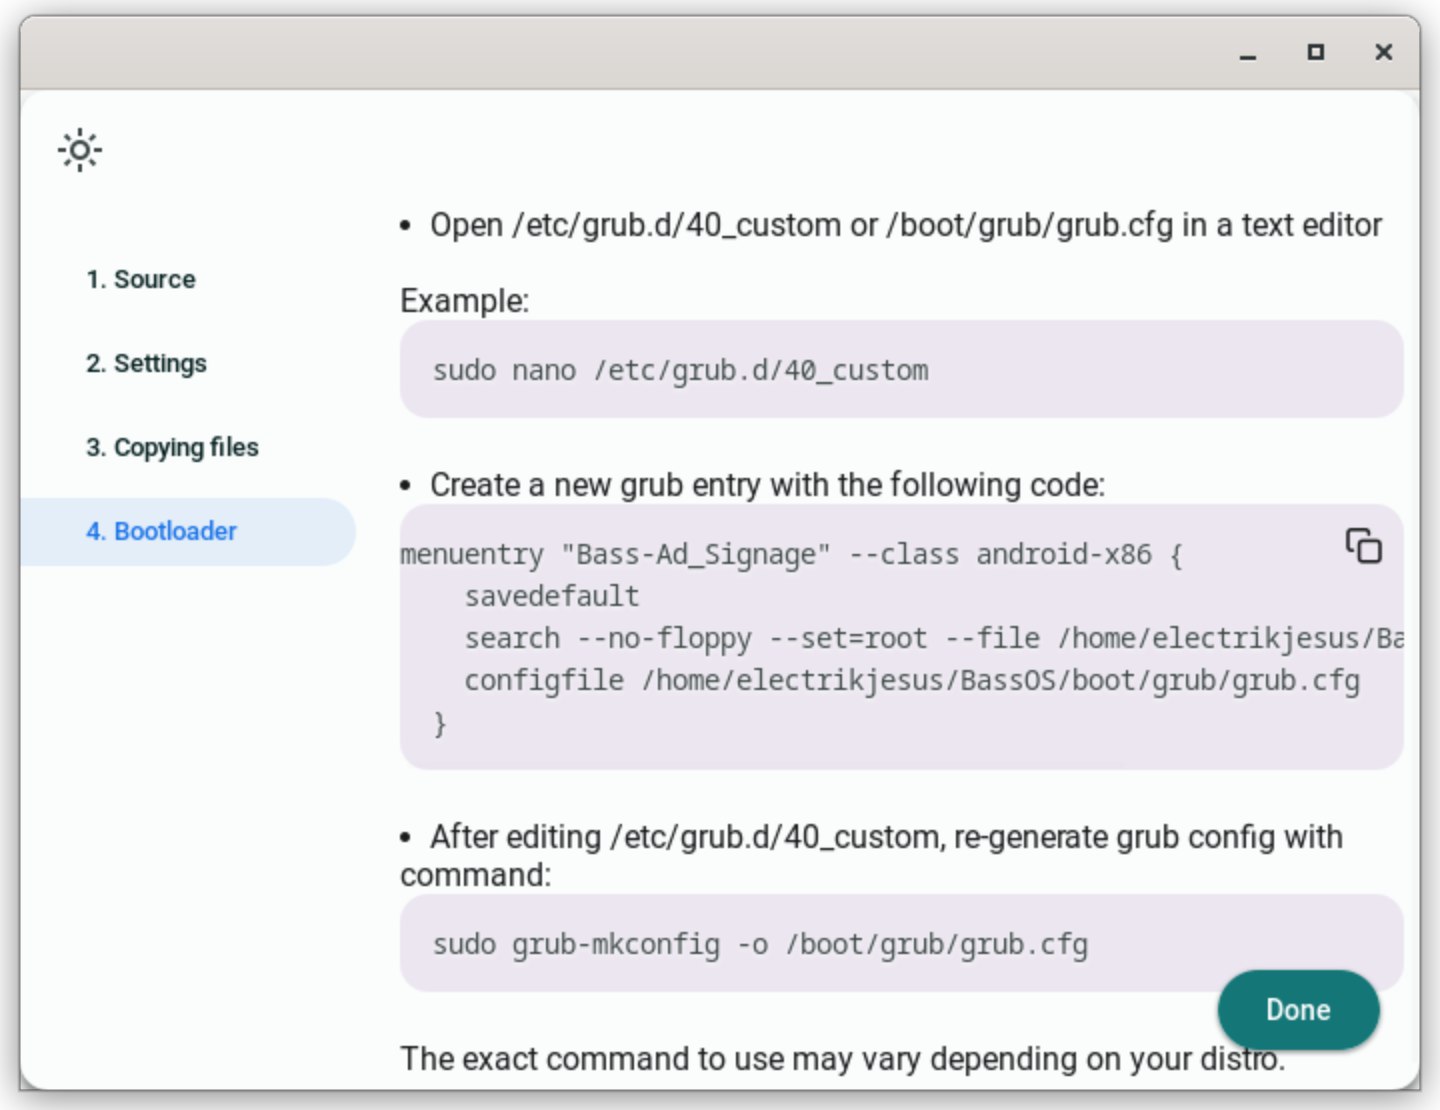 1. Source
2. Settings
3. Copying files
4. Bootloader
• Open /etc/grub.d/40_custom or /boot/grub/grub.cfg in a text editor
Example:
sudo nano /etc/grub.d/40_custom
• Create a new grub entry with the following code:
menuentry "Bass-Ad_Signage" --class android-x86 {
savedefault
search --no-floppy --set=root --file /home/electrikjesus/Ba
configfile /home/electrikjesus/BassOS/boot/grub/grub.cfg
}
• After editing /etc/grub.d/40_custom, re-generate grub config with
command:
sudo grub-mkconfig -o /boot/grub/grub.cfg
Done
The exact command to use may vary depending on your distro.